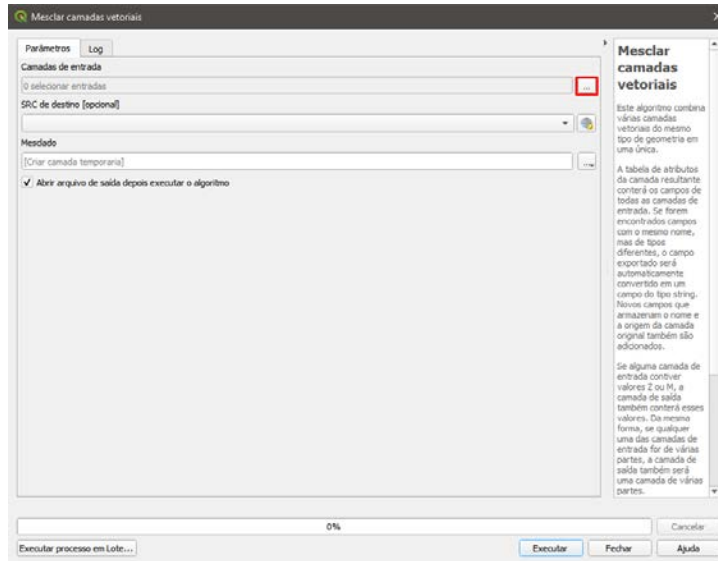 Mesclar camadas vetoriais
Parâmetros
Log
Camadas de entrada
0 selecionar entradas
...
SRC de destino [opcional]
Mesclado
[Criar camada temporaria]
...
Abrir arquivo de saída depois executar o algoritmo
Mesclar
camadas
vetoriais
Este algoritmo combina
várias camadas
vetoriais do mesmo
tipo de geometria em
uma única.
A tabela de atributos
da camada resultante
conterá os campos de
todas as camadas de
entrada. Se forem
encontrados campos
com o mesmo nome,
mas de tipos
diferentes, o campo
exportado será
automaticamente
convertido em um
campo do tipo string.
Novos campos que
armazenam o nome e
a origem da camada
original também são
adicionados.
Se alguma camada de
entrada contiver
valores Z ou M, a
camada de saída
também conterá esses
valores. Da mesma
forma, se qualquer
uma das camadas de
entrada for de várias
partes, a camada de
saída também será
uma camada de várias
partes.
0%
Cancelar
Executar processo em Lote...
Executar
Fechar
Ajuda